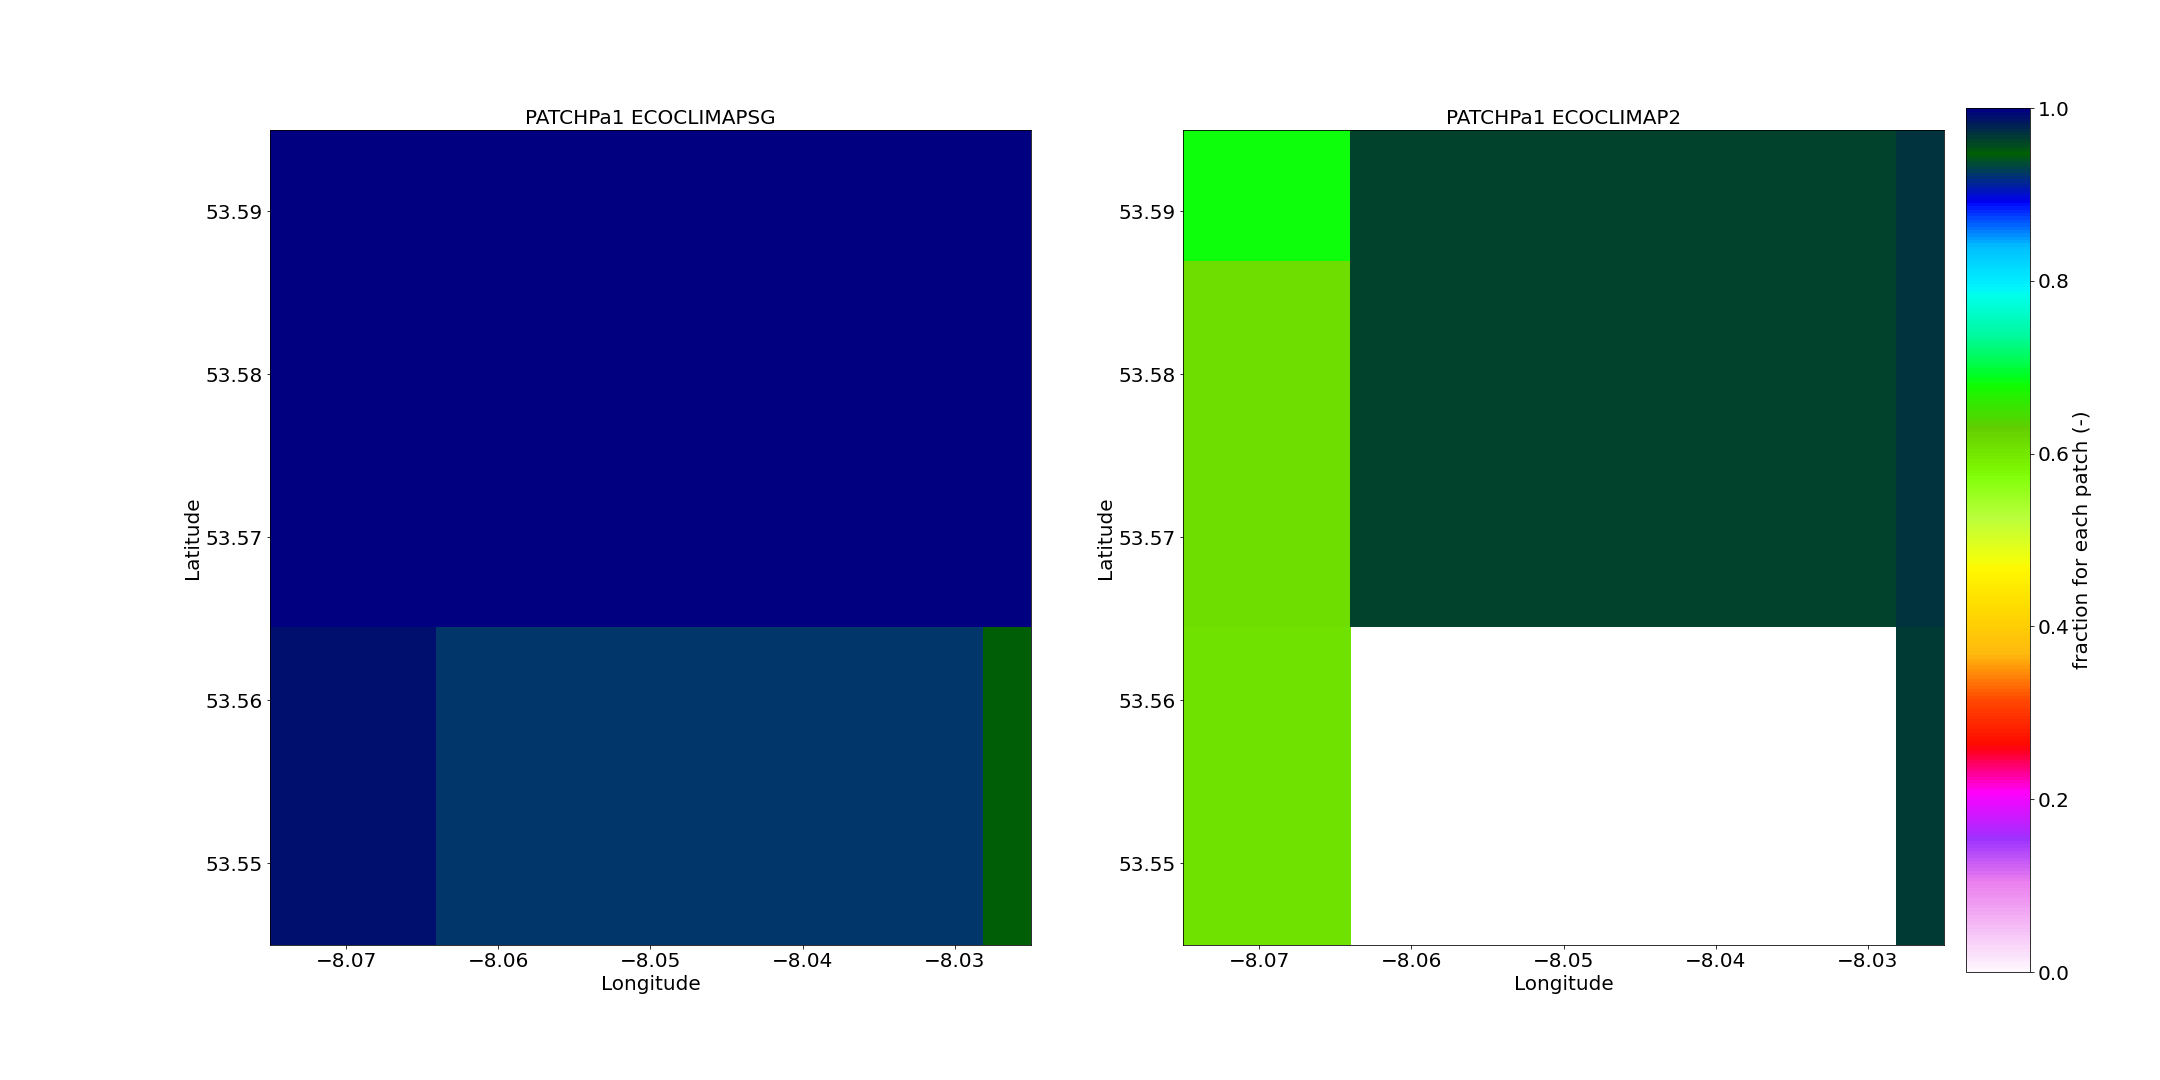 PATCHPa1 ECOCLIMAPSG
53.59
53.58
53.57
53.56
53.55
Latitude
−8.07 −8.06 −8.05 −8.04 −8.03
Longitude
PATCHPa1 ECOCLIMAP2
53.59
53.58
53.57
53.56
53.55
Latitude
−8.07 −8.06 −8.05 −8.04 −8.03
Longitude
1.0
0.8
0.6
0.4
0.2
0.0
fraction for each patch (-)